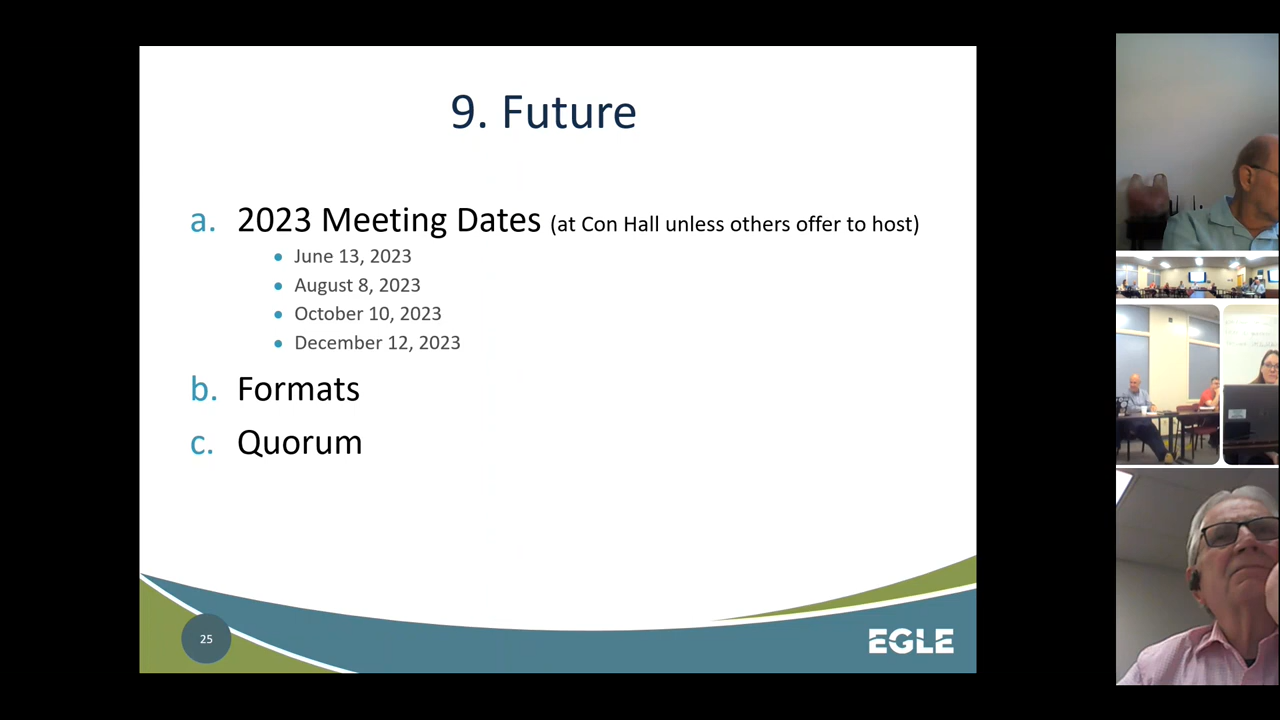 9. Future
a. 2023 Meeting Dates (at Con Hall unless others offer to host)
• June 13, 2023
• August 8, 2023
• October 10, 2023
• December 12, 2023
b. Formats
c. Quorum
25
EGLE